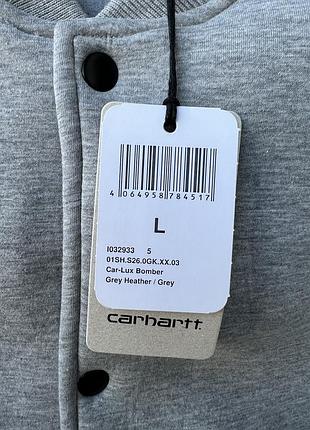 4 064958 784517
L
I032933 5
01SH.S26.0GK.XX.03
Car-Lux Bomber
Grey Heather / Grey
carhartt